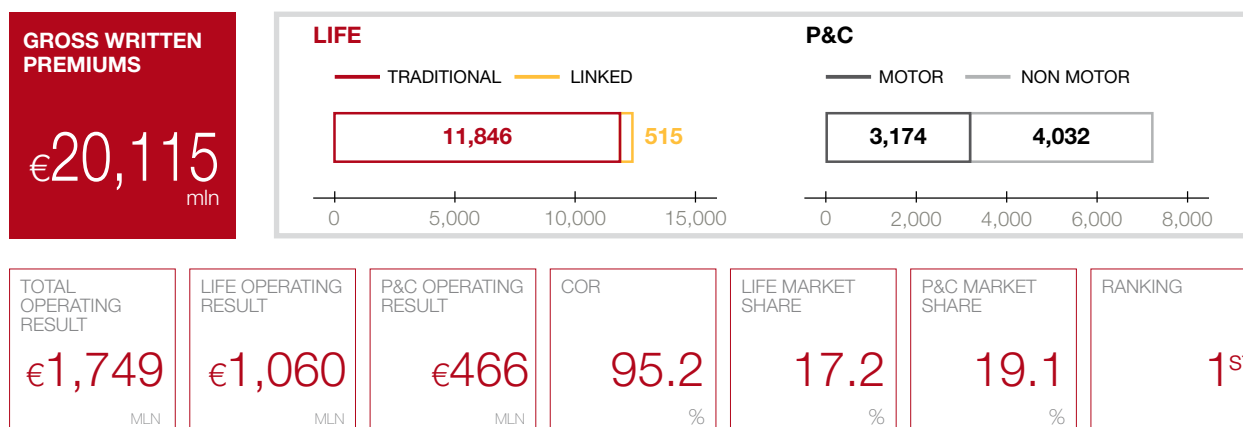 GROSS WRITTEN
PREMIUMS
€20,115
mln
LIFE
TRADITIONAL LINKED
11,846 515
0 5,000 10,000 15,000
P&C
MOTOR NON MOTOR
3,174 4,032
0 2,000 4,000 6,000 8,000
TOTAL
OPERATING
RESULT
€1,749
MLN
LIFE OPERATING
RESULT
€1,060
MLN
P&C OPERATING
RESULT
€466
MLN
COR
95.2
%
LIFE MARKET
SHARE
17.2
%
P&C MARKET
SHARE
19.1
%
RANKING
1ST